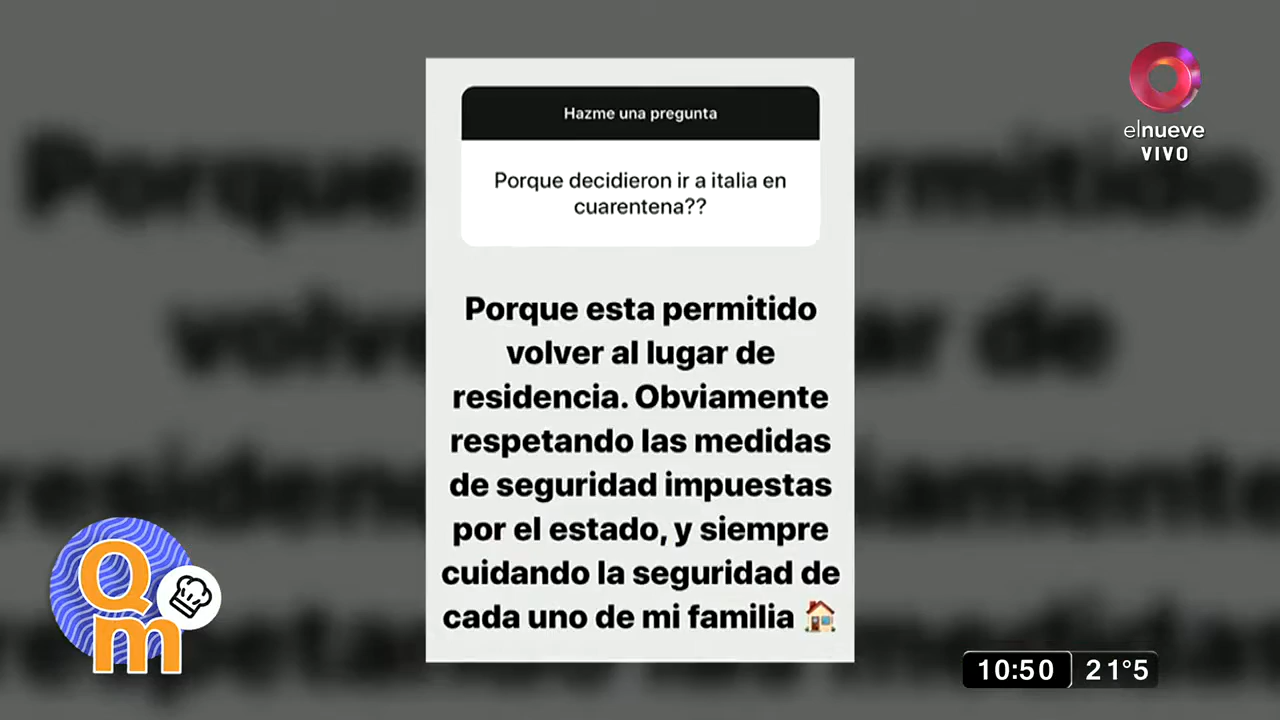 Hazme una pregunta
Porque decidieron ir a italia en
cuarentena??
Porque esta permitido
volver al lugar de
residencia. Obviamente
respetando las medidas
de seguridad impuestas
por el estado, y siempre
cuidando la seguridad de
cada uno de mi familia 🏠
elnueve
VIVO
Qm
10:50 21°5